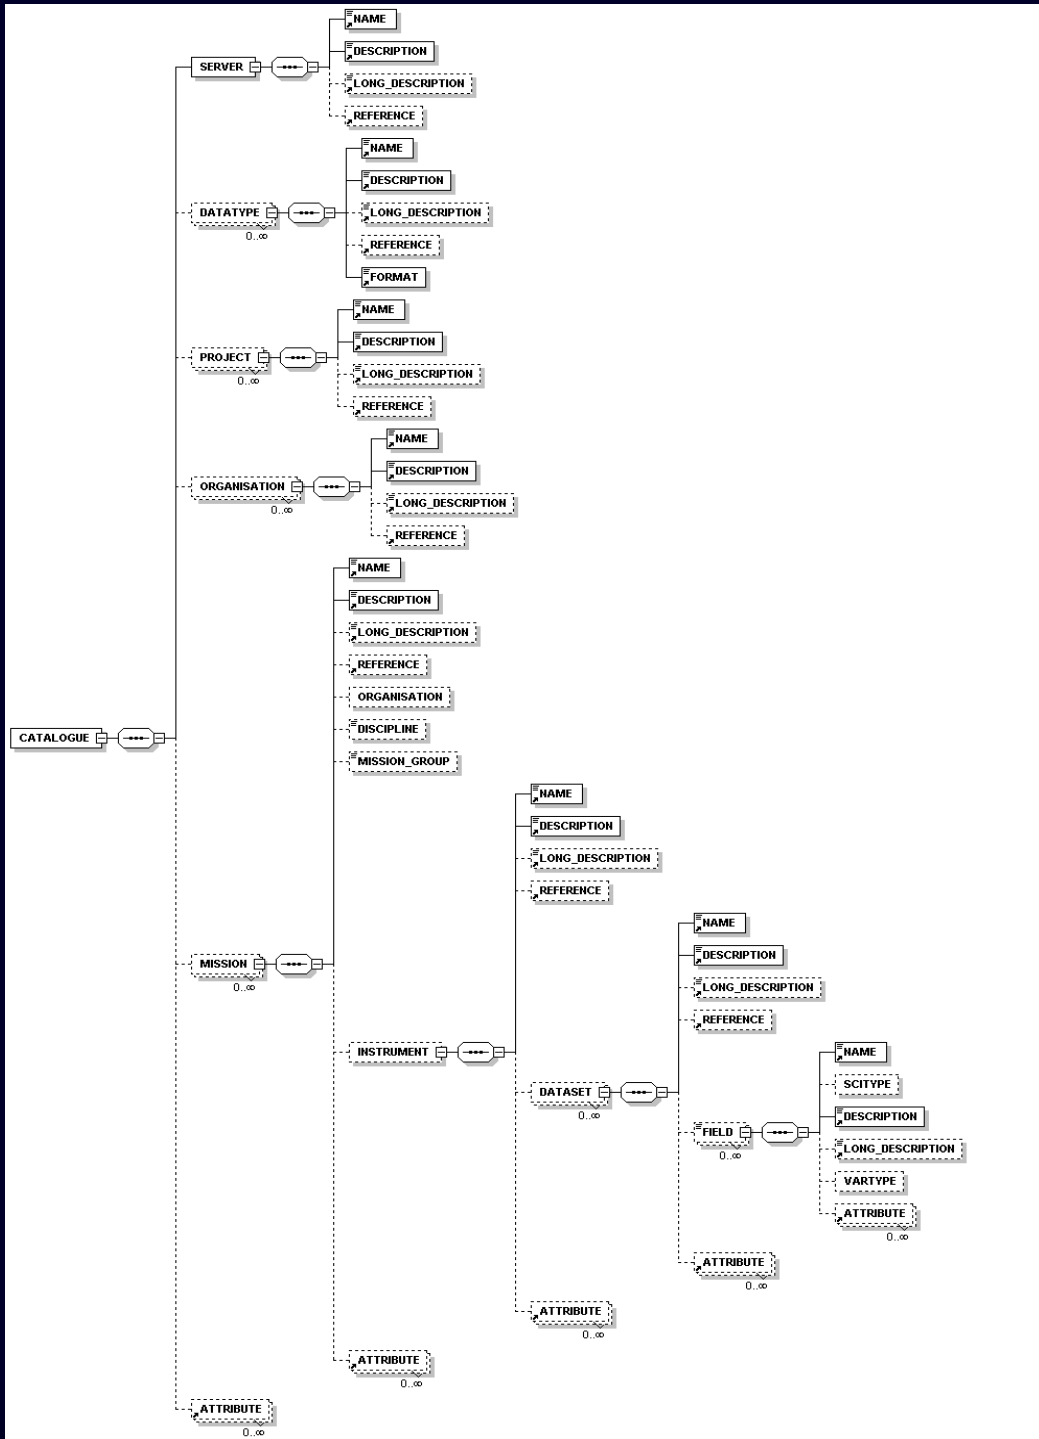 NAME
DESCRIPTION
SERVER
LONG_DESCRIPTION
REFERENCE
NAME
DESCRIPTION
DATATYPE
LONG_DESCRIPTION
0..∞
REFERENCE
FORMAT
NAME
DESCRIPTION
PROJECT
LONG_DESCRIPTION
0..∞
REFERENCE
NAME
DESCRIPTION
ORGANISATION
LONG_DESCRIPTION
0..∞
REFERENCE
NAME
DESCRIPTION
LONG_DESCRIPTION
REFERENCE
ORGANISATION
DISCIPLINE
CATALOGUE
MISSION_GROUP
NAME
DESCRIPTION
LONG_DESCRIPTION
REFERENCE
NAME
DESCRIPTION
MISSION
0..∞
LONG_DESCRIPTION
REFERENCE
INSTRUMENT
NAME
SCITYPE
DATASET
0..∞
DESCRIPTION
FIELD
0..∞
LONG_DESCRIPTION
VARTYPE
ATTRIBUTE
0..∞
ATTRIBUTE
0..∞
ATTRIBUTE
0..∞
ATTRIBUTE
0..∞
ATTRIBUTE
0..∞